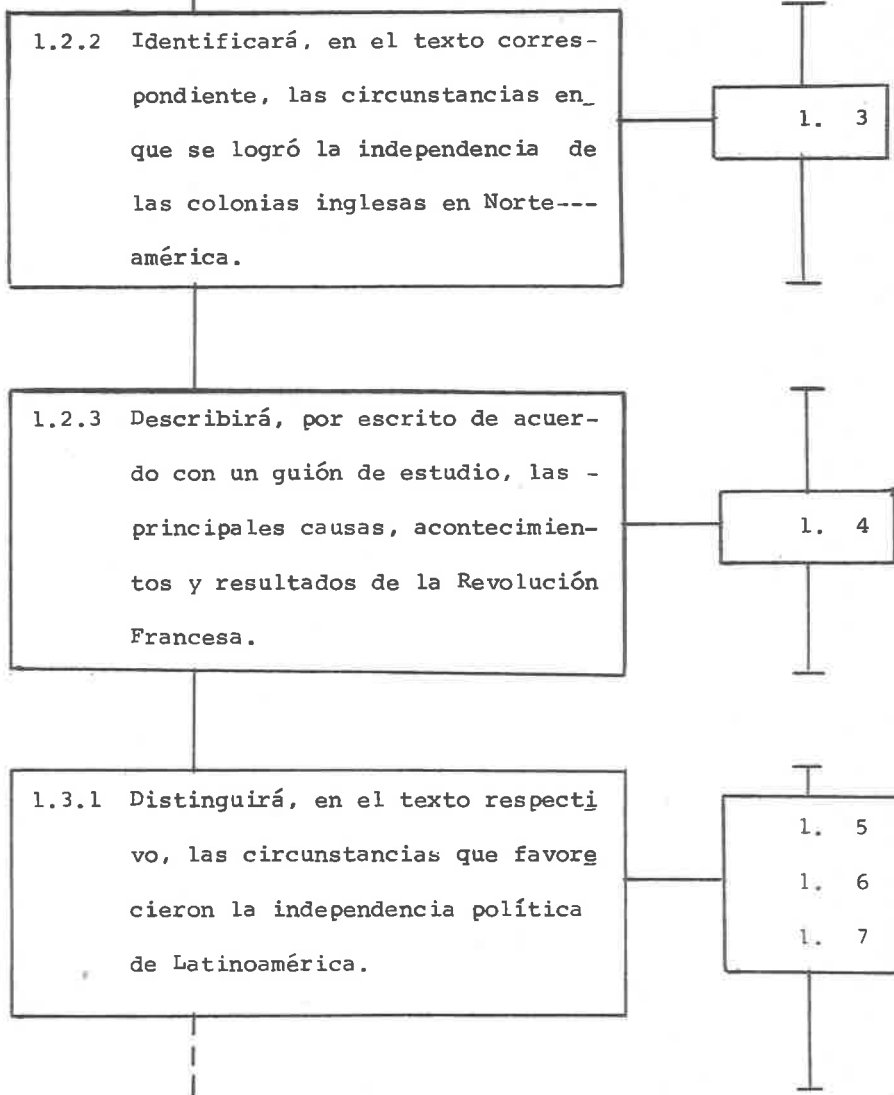 1.2.2 Identificará, en el texto corres-
pondiente, las circunstancias en_
que se logró la independencia de
las colonias inglesas en Norte---
américa.
1. 3
1.2.3 Describirá, por escrito de acuer-
do con un guión de estudio, las -
principales causas, acontecimien-
tos y resultados de la Revolución
Francesa.
1. 4
1.3.1 Distinguirá, en el texto respecti
vo, las circunstancias que favore
cieron la independencia política
de Latinoamérica.
1. 5
1. 6
1. 7